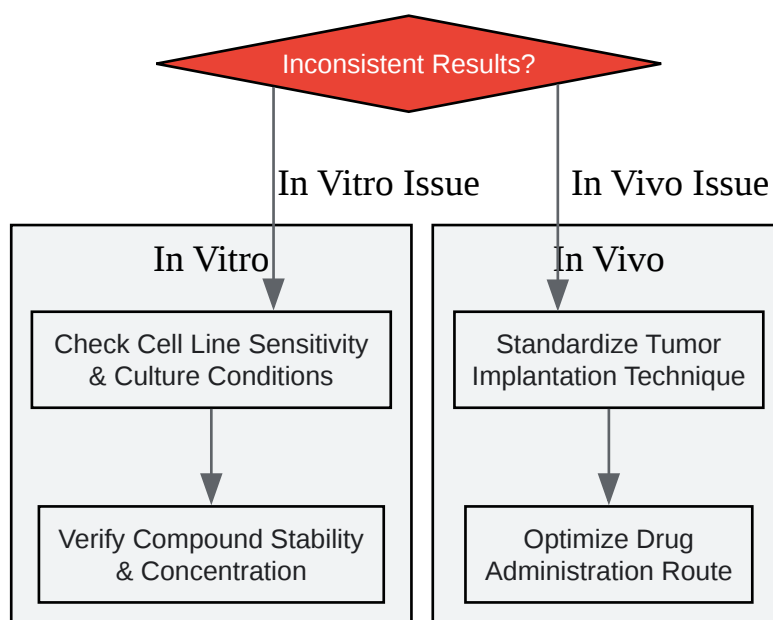 Inconsistent Results?
In Vitro Issue
In Vivo Issue
In Vitro
Check Cell Line Sensitivity
& Culture Conditions
Verify Compound Stability
& Concentration
In Vivo
Standardize Tumor
Implantation Technique
Optimize Drug
Administration Route